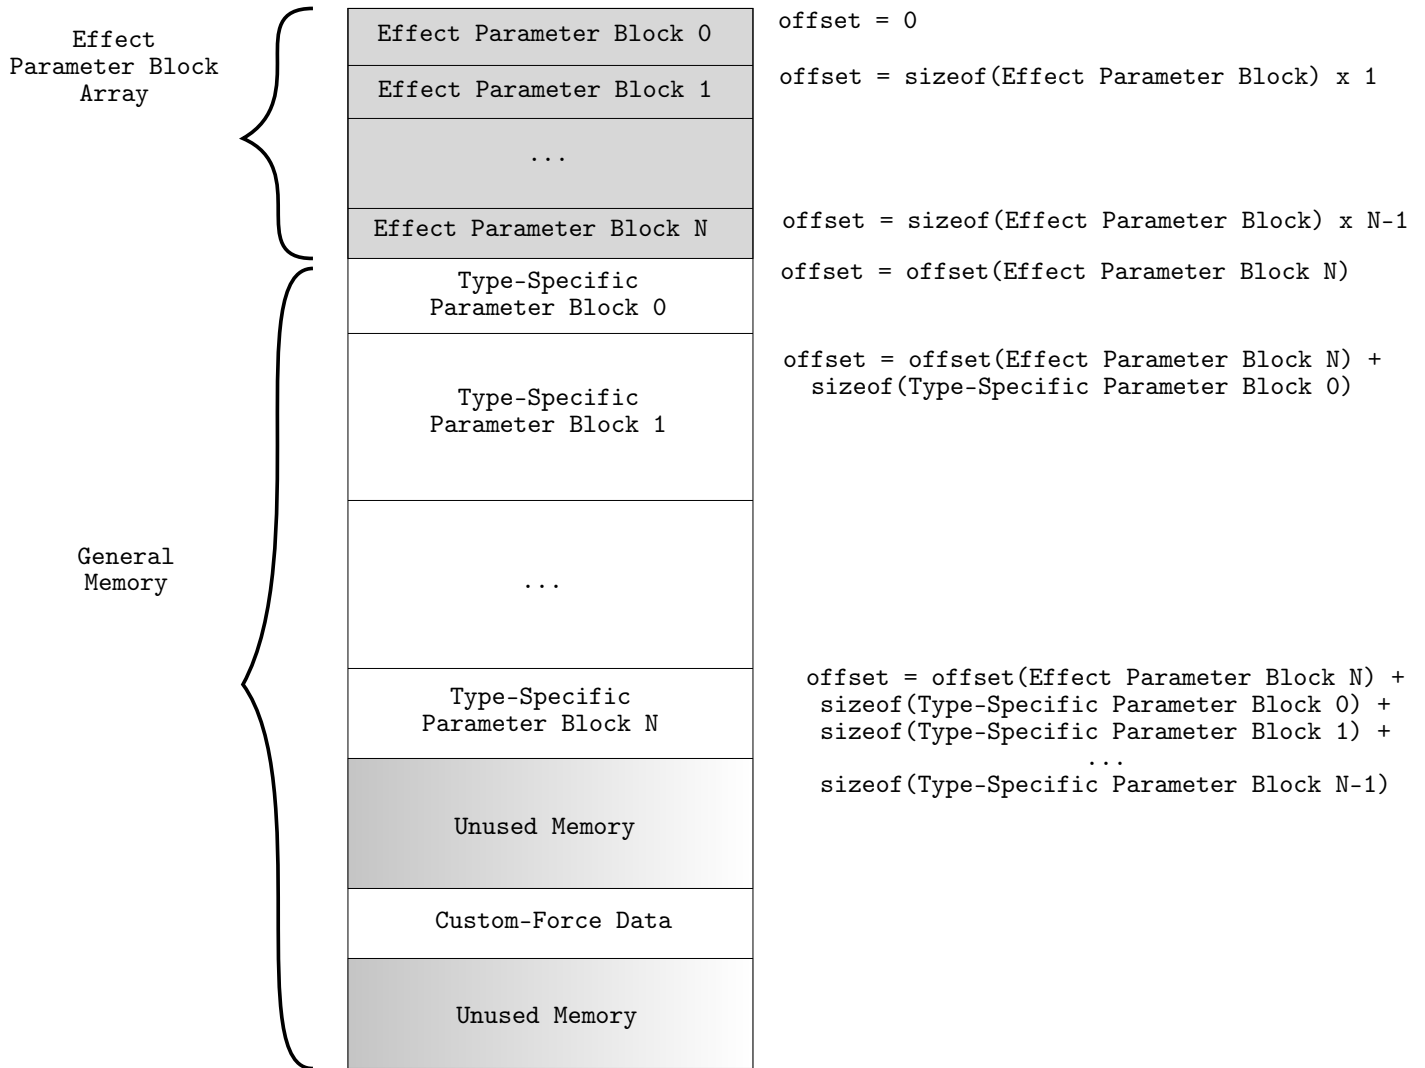 Effect
Parameter Block
Array
Effect Parameter Block 0
offset = 0
Effect Parameter Block 1
offset = sizeof(Effect Parameter Block) x 1
...
Effect Parameter Block N
offset = sizeof(Effect Parameter Block) x N-1
Type-Specific
Parameter Block 0
offset = offset(Effect Parameter Block N)
Type-Specific
Parameter Block 1
offset = offset(Effect Parameter Block N) +
sizeof(Type-Specific Parameter Block 0)
General
Memory
...
Type-Specific
Parameter Block N
offset = offset(Effect Parameter Block N) +
sizeof(Type-Specific Parameter Block 0) +
sizeof(Type-Specific Parameter Block 1) +
...
sizeof(Type-Specific Parameter Block N-1)
Unused Memory
Custom-Force Data
Unused Memory